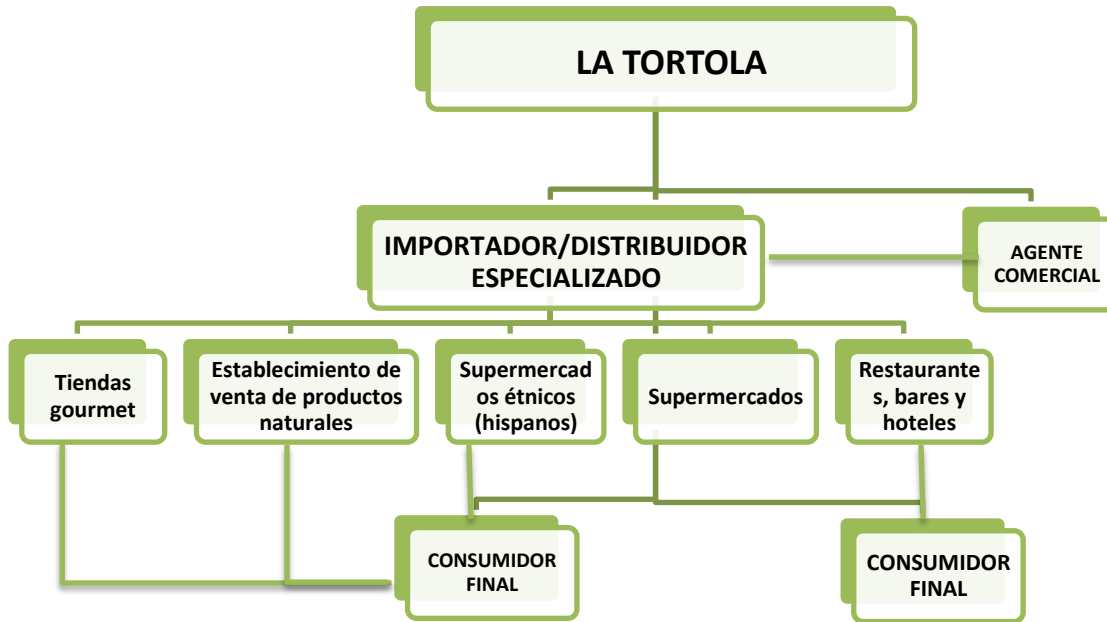 LA TORTOLA
IMPORTADOR/DISTRIBUIDOR
ESPECIALIZADO
AGENTE
COMERCIAL
Tiendas
gourmet
Establecimiento de
venta de productos
naturales
Supermercad
os étnicos
(hispanos)
Supermercados
Restaurante
s, bares y
hoteles
CONSUMIDOR
FINAL
CONSUMIDOR
FINAL